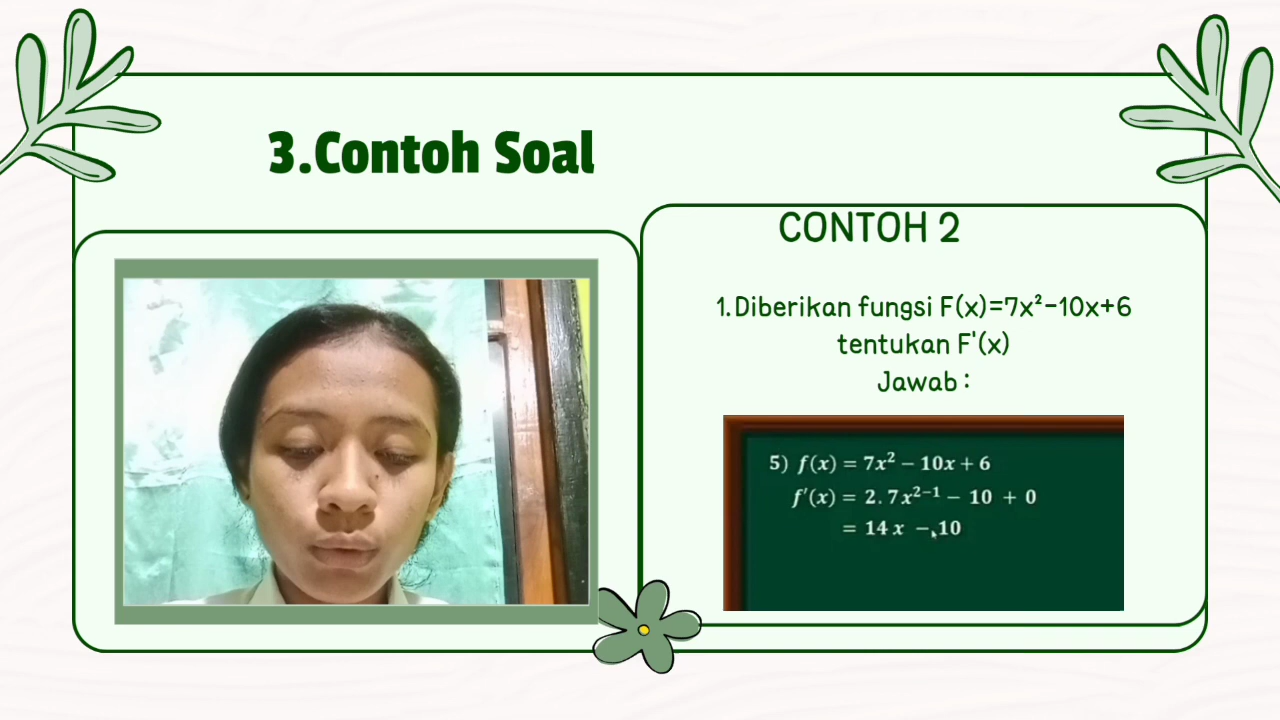 3.Contoh Soal
CONTOH 2
1.Diberikan fungsi F(x)=7x²-10x+6
tentukan F'(x)
Jawab :
5) f(x) = 7x² − 10x + 6
f′(x) = 2. 7x²⁻¹ − 10 + 0
= 14 x − 10